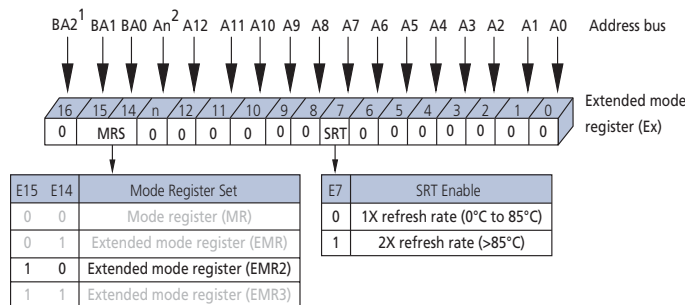 BA2¹ BA1 BA0 An² A12 A11 A10 A9 A8 A7 A6 A5 A4 A3 A2 A1 A0 Address bus
16 15 14 n 12 11 10 9 8 7 6 5 4 3 2 1 0
Extended mode
register (Ex)
0 MRS 0 0 0 0 0 0 SRT 0 0 0 0 0 0 0
E15 E14 Mode Register Set
0 0 Mode register (MR)
0 1 Extended mode register (EMR)
1 0 Extended mode register (EMR2)
1 1 Extended mode register (EMR3)
E7 SRT Enable
0 1X refresh rate (0°C to 85°C)
1 2X refresh rate (>85°C)